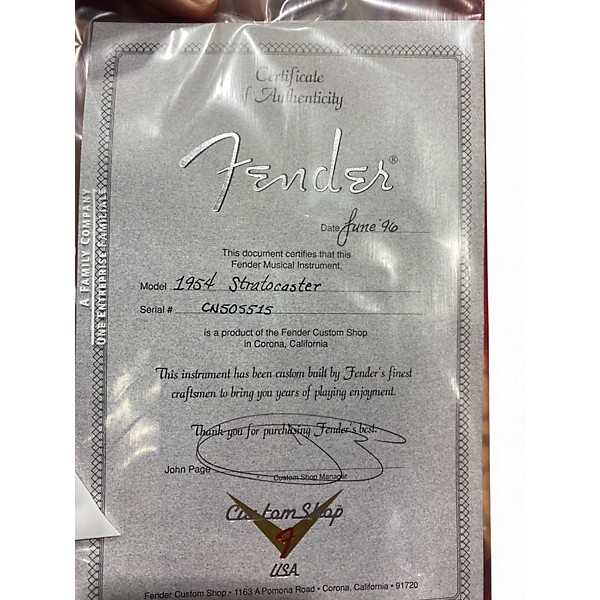 Certificate
of Authenticity
Fender®
Date June '96
This document certifies that this
Fender Musical Instrument,
Model 1954 Stratocaster
Serial # CN505515
is a product of the Fender Custom Shop
in Corona, California
This instrument has been custom built by Fender's finest
craftsmen to bring you years of playing enjoyment.
Thank you for purchasing Fender's best.
John Page
Custom Shop Manager
Custom Shop
USA
Fender Custom Shop • 1163 A Pomona Road • Corona, California • 91720
A FAMILY COMPANY
ONE ENTREPRISE FAMILIALE